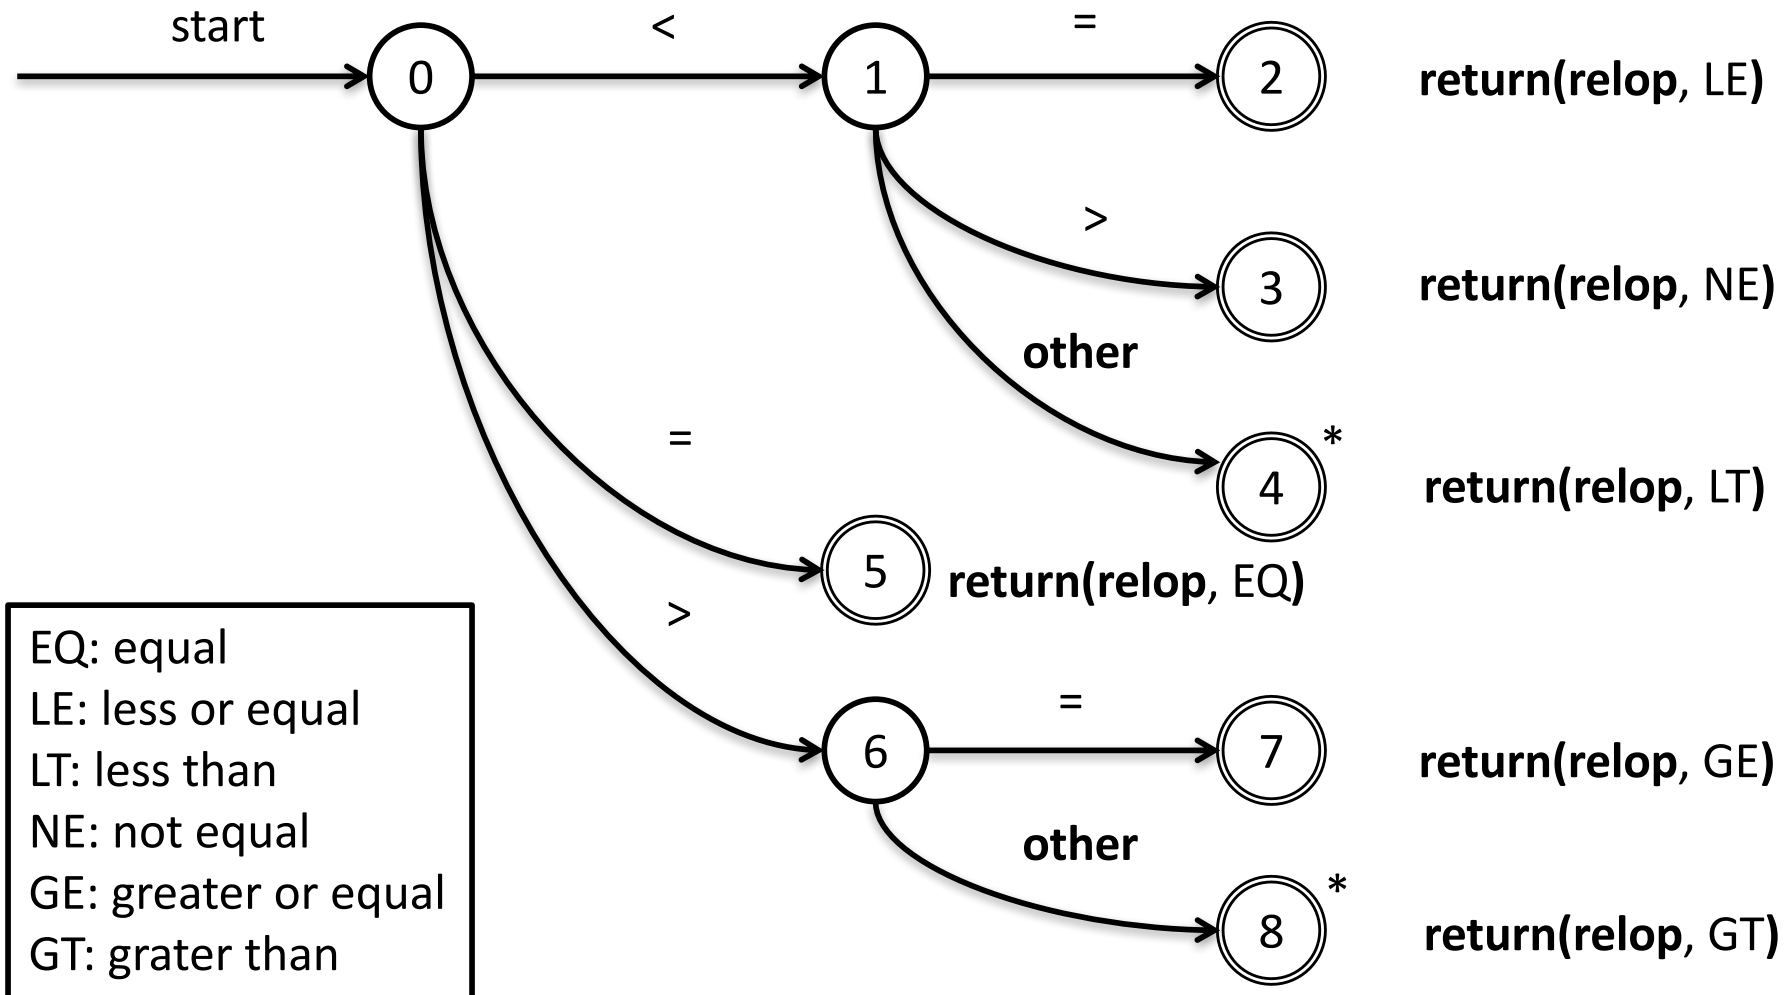 start
<
=
0
1
2
return(relop, LE)
>
3
return(relop, NE)
other
=
*
4
return(relop, LT)
5
return(relop, EQ)
>
EQ: equal
LE: less or equal
LT: less than
NE: not equal
GE: greater or equal
GT: grater than
=
6
7
return(relop, GE)
other
*
8
return(relop, GT)